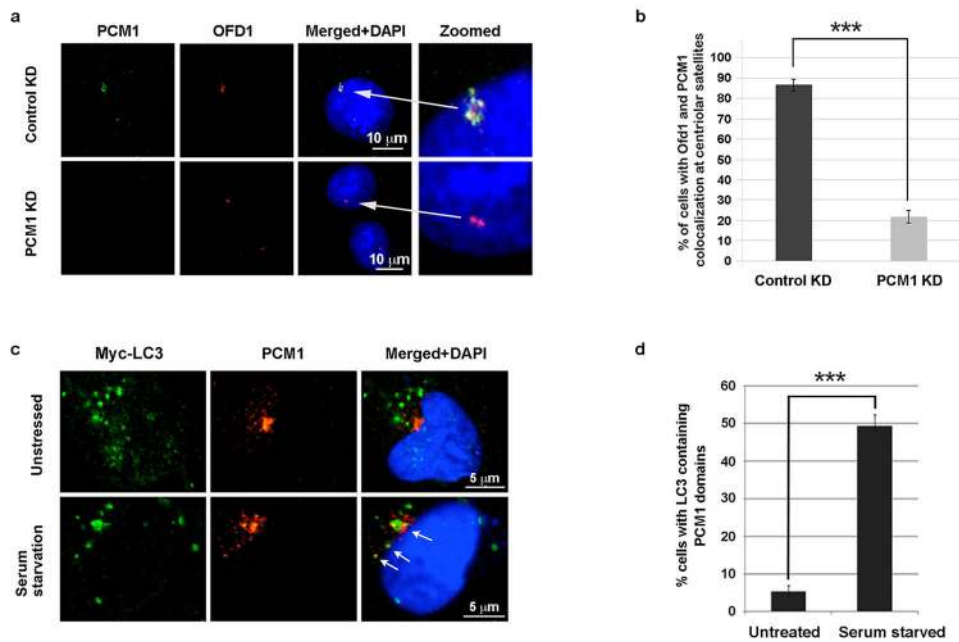 a
PCM1 OFD1 Merged+DAPI Zoomed
Control KD
10 μm
PCM1 KD
10 μm
b
***
% of cells with Ofd1 and PCM1
colocalization at centriolar satellites
100
90
80
70
60
50
40
30
20
10
0
Control KD PCM1 KD
c
Myc-LC3 PCM1 Merged+DAPI
Unstressed
5 μm
Serum
starvation
5 μm
d
***
% cells with LC3 containing
PCM1 domains
60
50
40
30
20
10
0
Untreated Serum starved